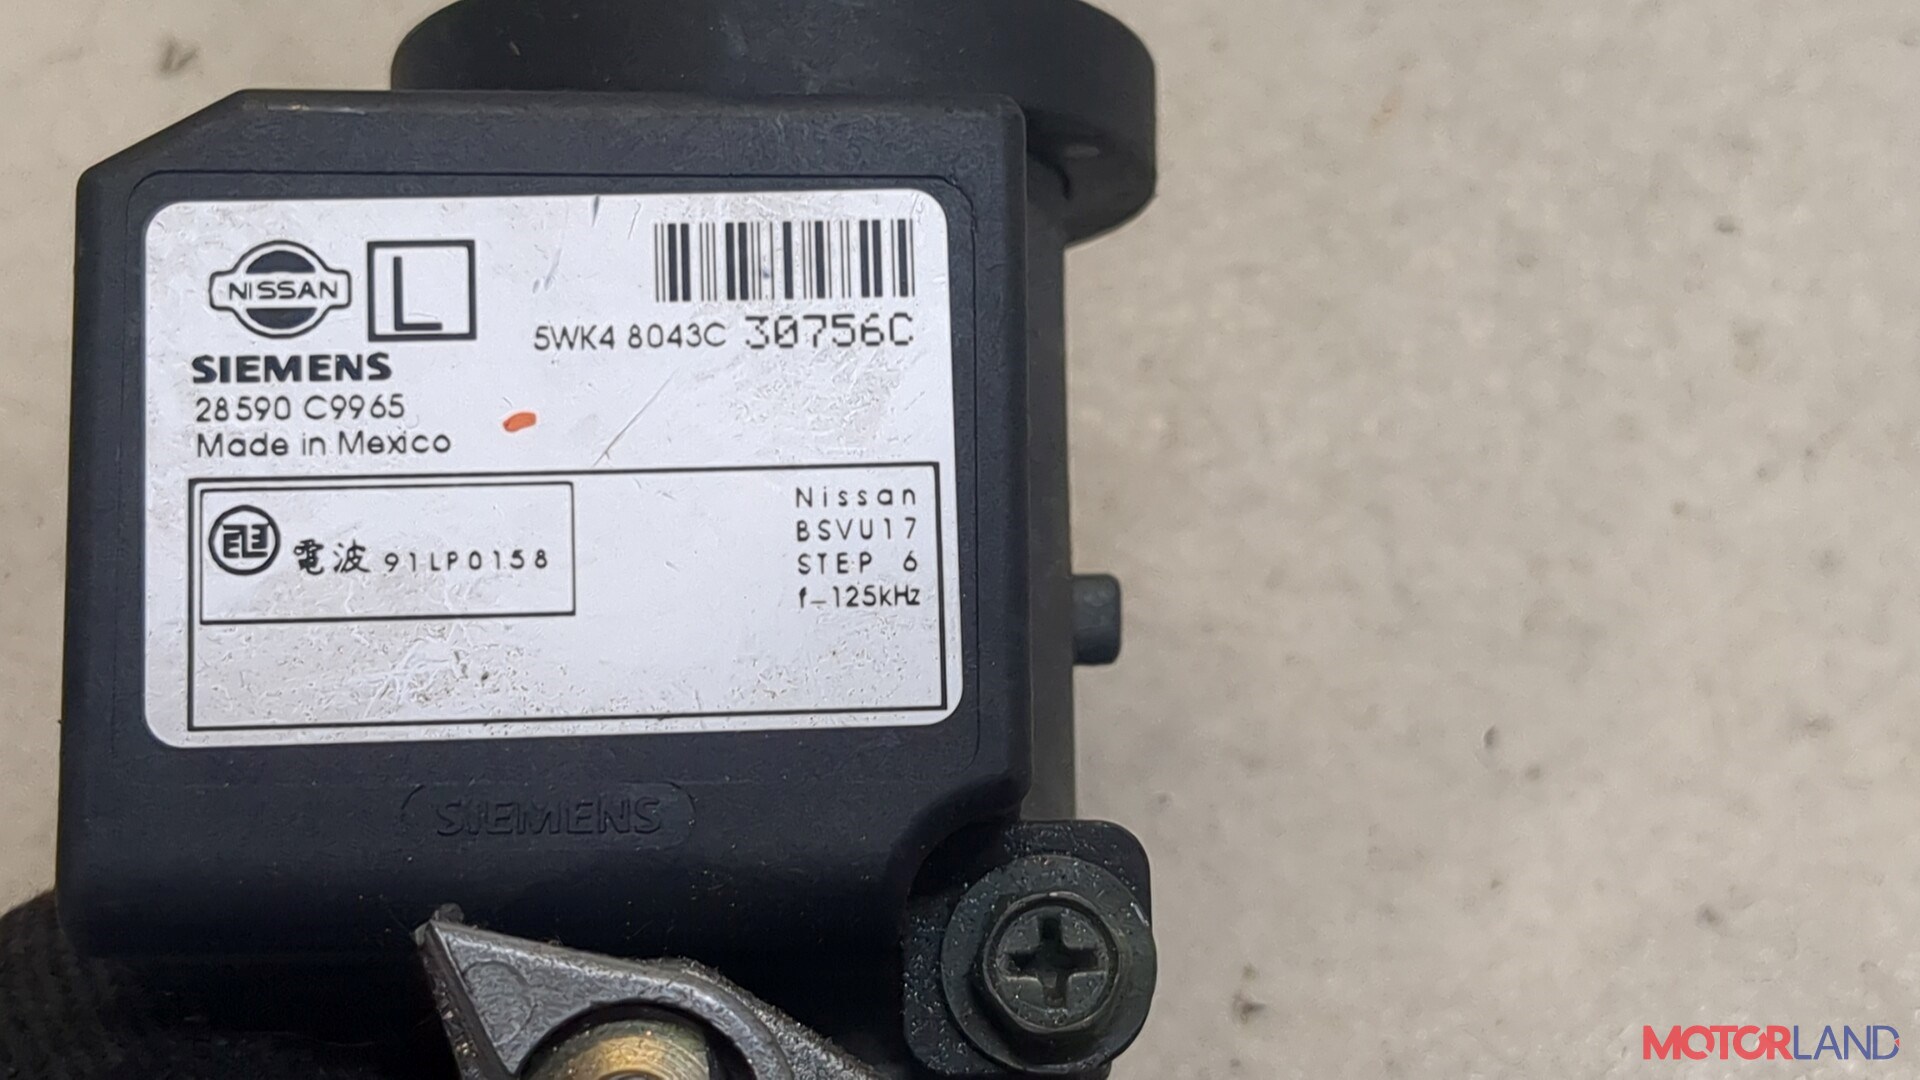 NISSAN
L
5WK4 8043C 30756C
SIEMENS
28590 C9965
Made in Mexico
電波 91LP0158
Nissan
BSVU17
STEP 6
f-125kHz
SIEMENS
MOTORLAND